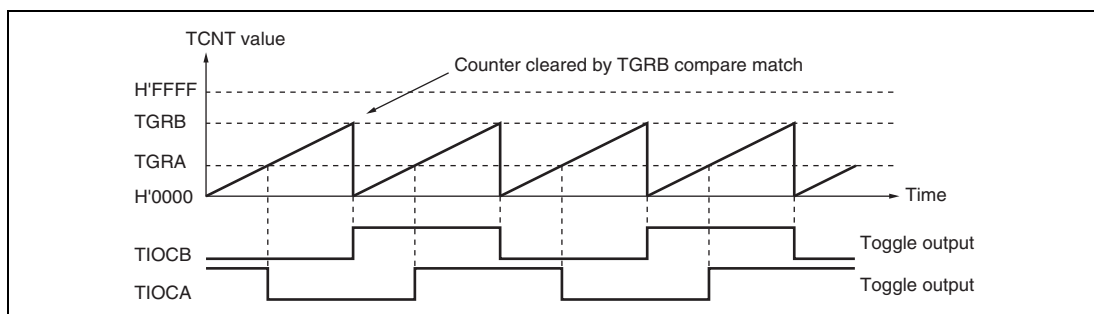 TCNT value
Counter cleared by TGRB compare match
H'FFFF
TGRB
TGRA
H'0000
Time
TIOCB
Toggle output
TIOCA
Toggle output